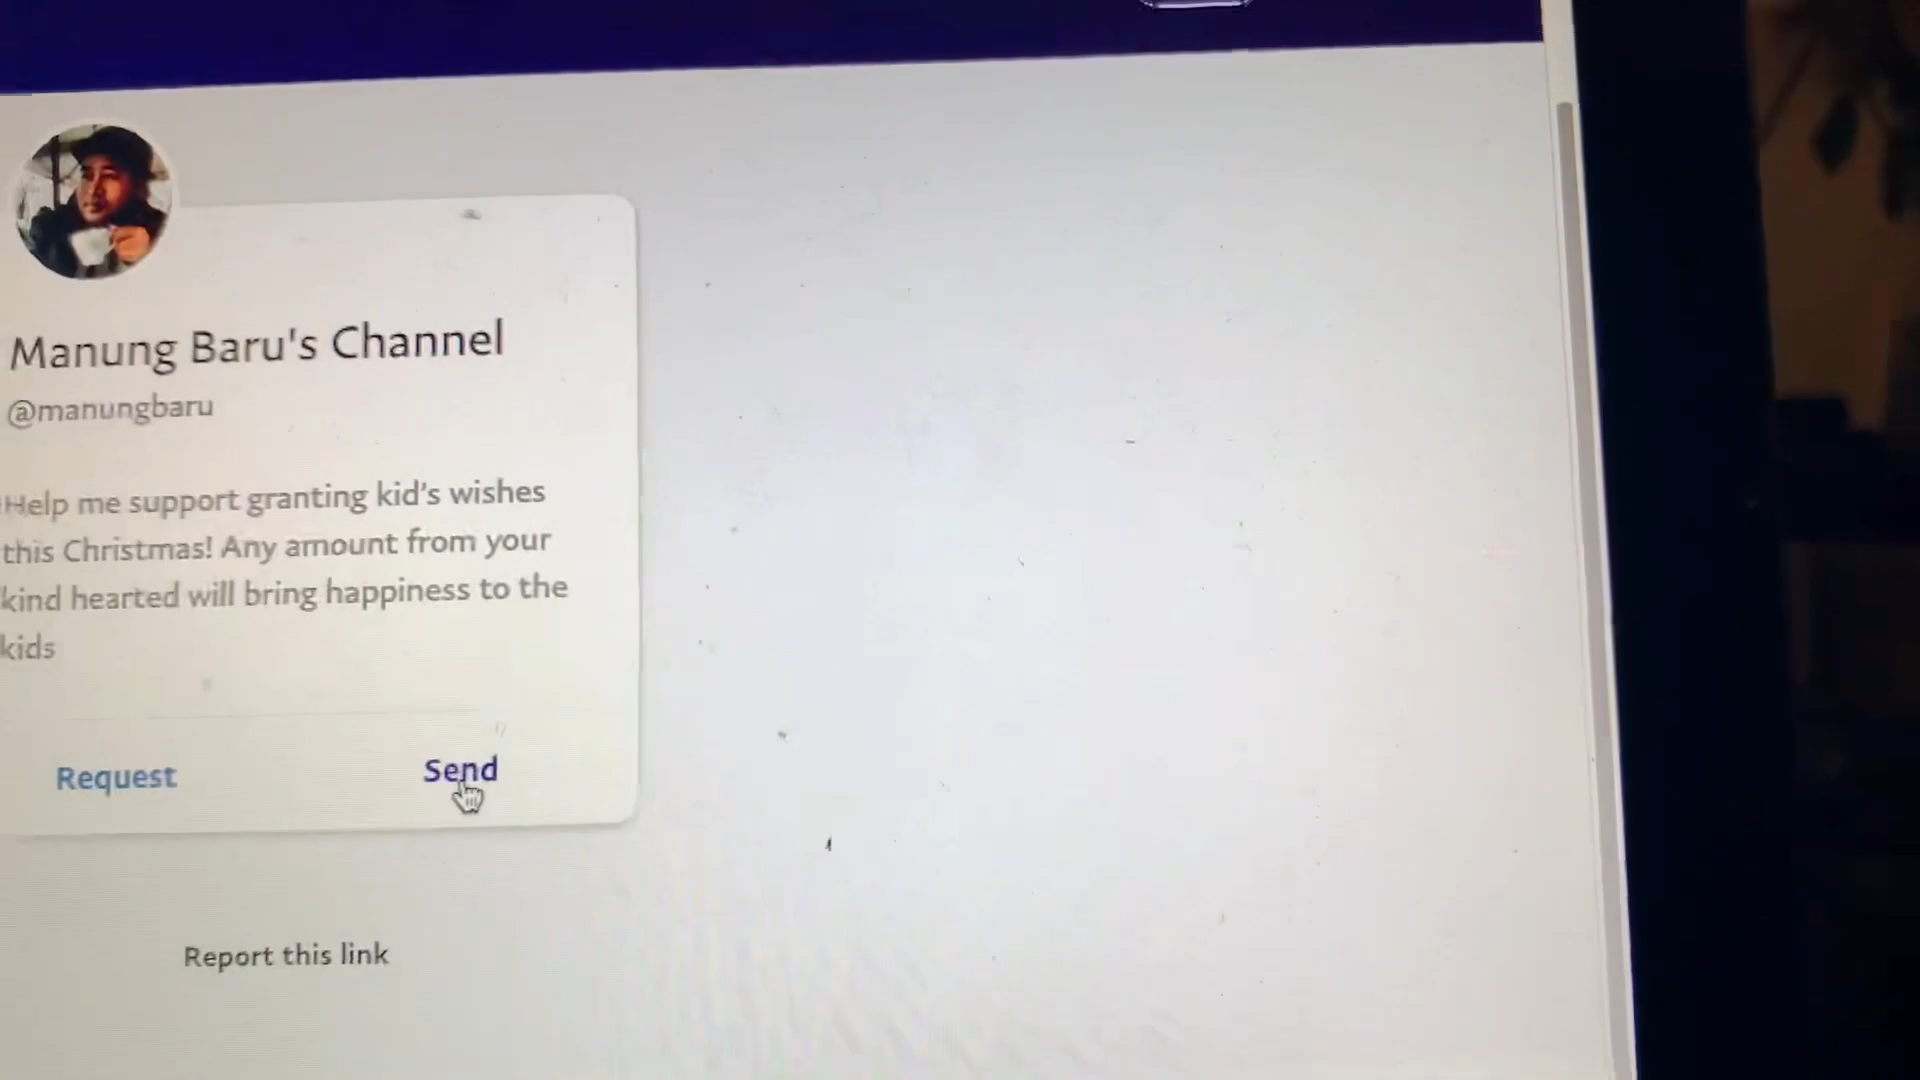 Manung Baru's Channel
@manungbaru
Help me support granting kid's wishes
this Christmas! Any amount from your
kind hearted will bring happiness to the
kids
Request Send
Report this link